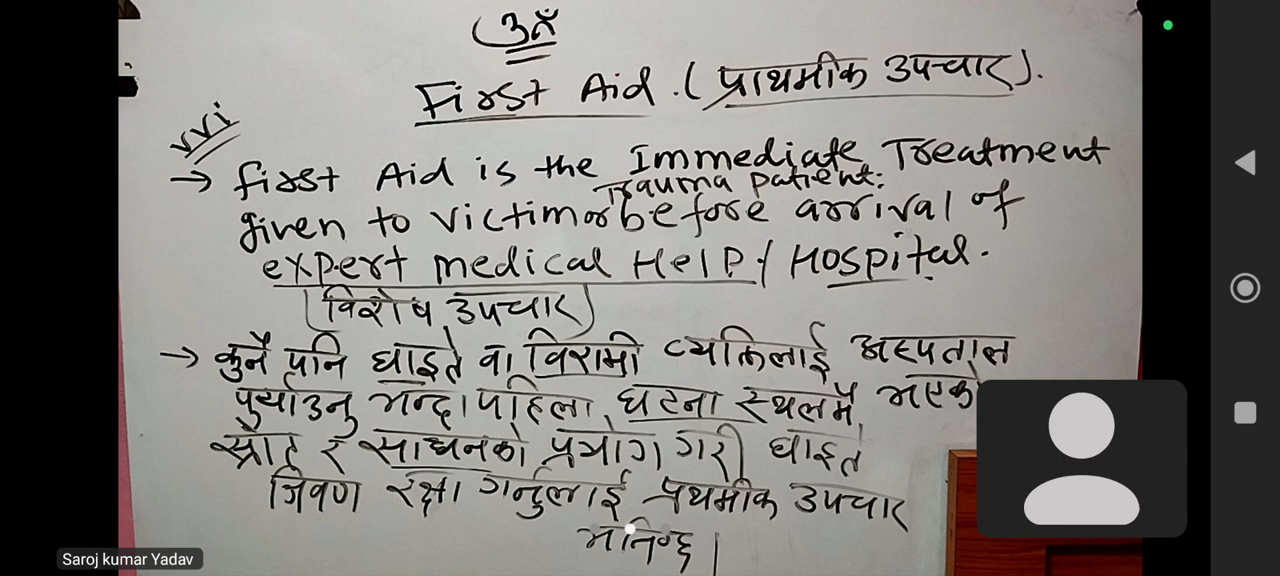 ॐ
First Aid. (प्राथमीक उपचार).
vvi
→ first Aid is the Immediate Treatment
Trauma patient:
given to victim or before arrival of
expert medical Help / Hospital.
(विशेष उपचार)
→ कुनै पनि घाइते वा विरामी व्यक्तिलाई अस्पताल
पुर्याउनु भन्दा पहिला, घटना स्थलमै भएको
स्रोत र साधनको प्रयोग गरी घाइते
जिवण रक्षा गर्नुलाई प्रथमीक उपचार
भनिन्छ।
Saroj kumar Yadav